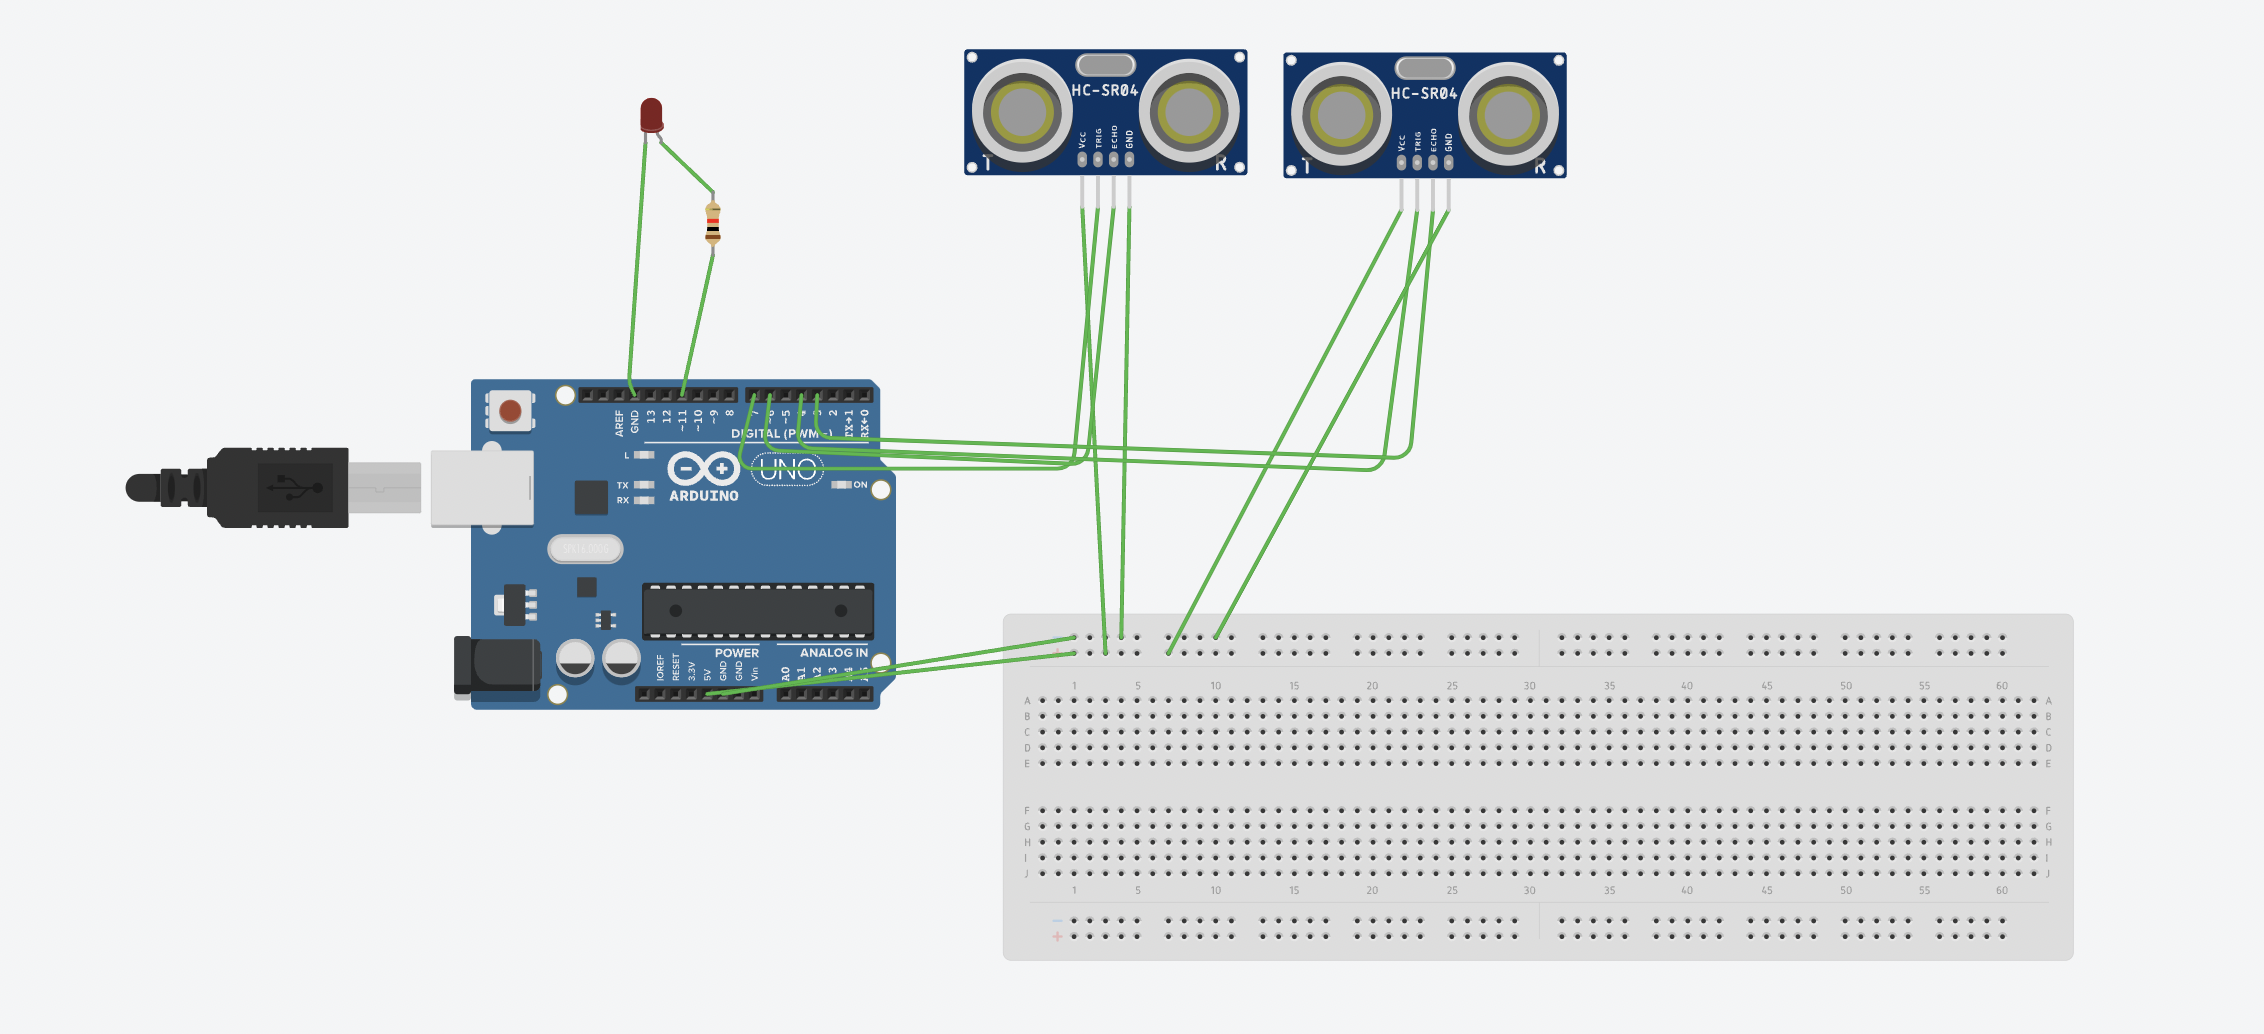 HC-SR04
VCC
TRIG
ECHO
GND
T
R
HC-SR04
VCC
TRIG
ECHO
GND
T
R
AREF
GND
13
12
~11
~10
~9
8
7
~6
~5
4
3
2
TX→1
RX←0
DIGITAL (PWM~)
L
UNO
TX
RX
ARDUINO
ON
POWER
ANALOG IN
IOREF
RESET
3.3V
5V
GND
GND
Vin
A0
A1
A2
+
1 5 10 15 20 25 30 35 40 45 50 55 60
A A
B B
C C
D D
E E
F F
G G
H H
I I
J J
1 5 10 15 20 25 30 35 40 45 50 55 60
−
+